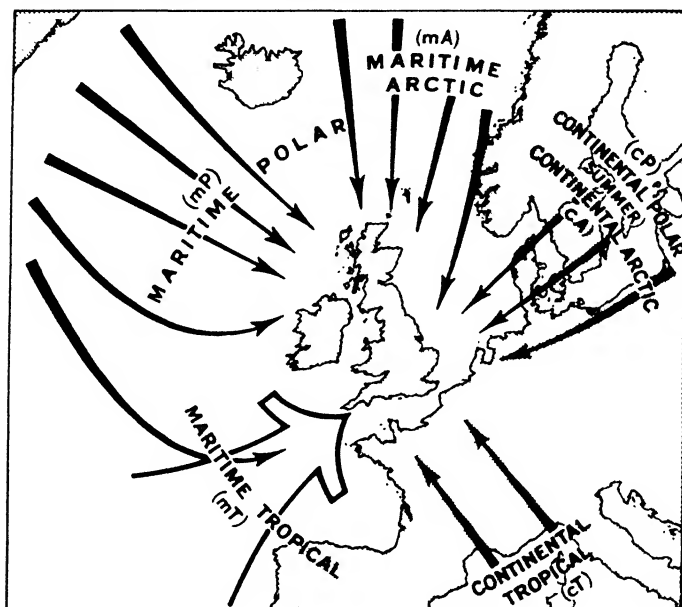 (mA)
MARITIME
ARCTIC
MARITIME POLAR
(mP)
(cP)
CONTINENTAL POLAR
SUMMER
CONTINENTAL ARCTIC
(cA)
MARITIME TROPICAL
(mT)
CONTINENTAL
TROPICAL
(cT)